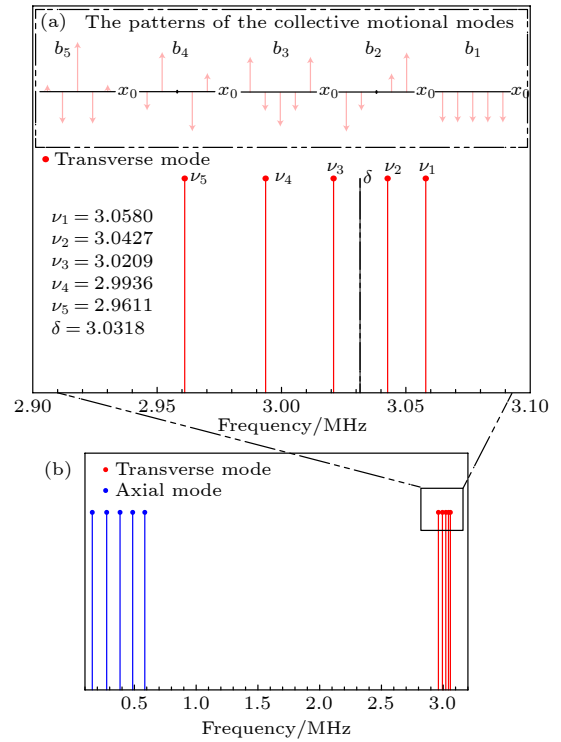 (a) The patterns of the collective motional modes
b₅ b₄ b₃ b₂ b₁
x₀ x₀ x₀ x₀ x₀
Transverse mode
ν₅ ν₄ ν₃ δ ν₂ ν₁
ν₁ = 3.0580
ν₂ = 3.0427
ν₃ = 3.0209
ν₄ = 2.9936
ν₅ = 2.9611
δ = 3.0318
2.90 2.95 3.00 3.05 3.10
Frequency/MHz
(b)
Transverse mode
Axial mode
0.5 1.0 1.5 2.0 2.5 3.0
Frequency/MHz